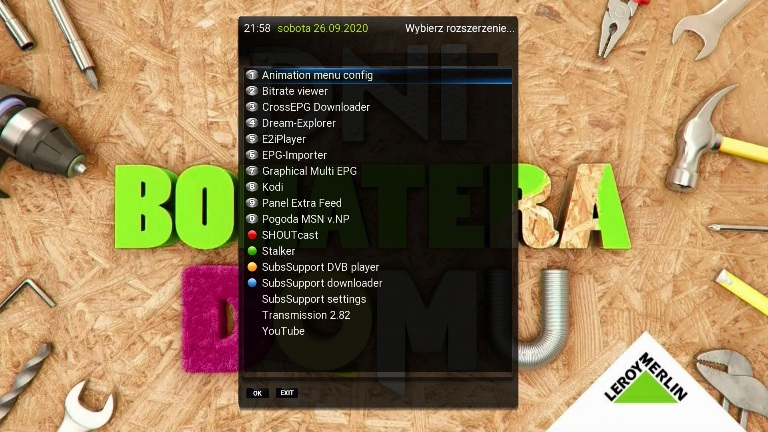 21:58 sobota 26.09.2020 Wybierz rozszerzenie...
1 Animation menu config
2 Bitrate viewer
3 CrossEPG Downloader
4 Dream-Explorer
5 E2iPlayer
6 EPG-Importer
7 Graphical Multi EPG
8 Kodi
9 Panel Extra Feed
0 Pogoda MSN v.NP
SHOUTcast
Stalker
SubsSupport DVB player
SubsSupport downloader
SubsSupport settings
Transmission 2.82
YouTube
OK EXIT
DNI
BOHATERA
DOMU
LEROY MERLIN